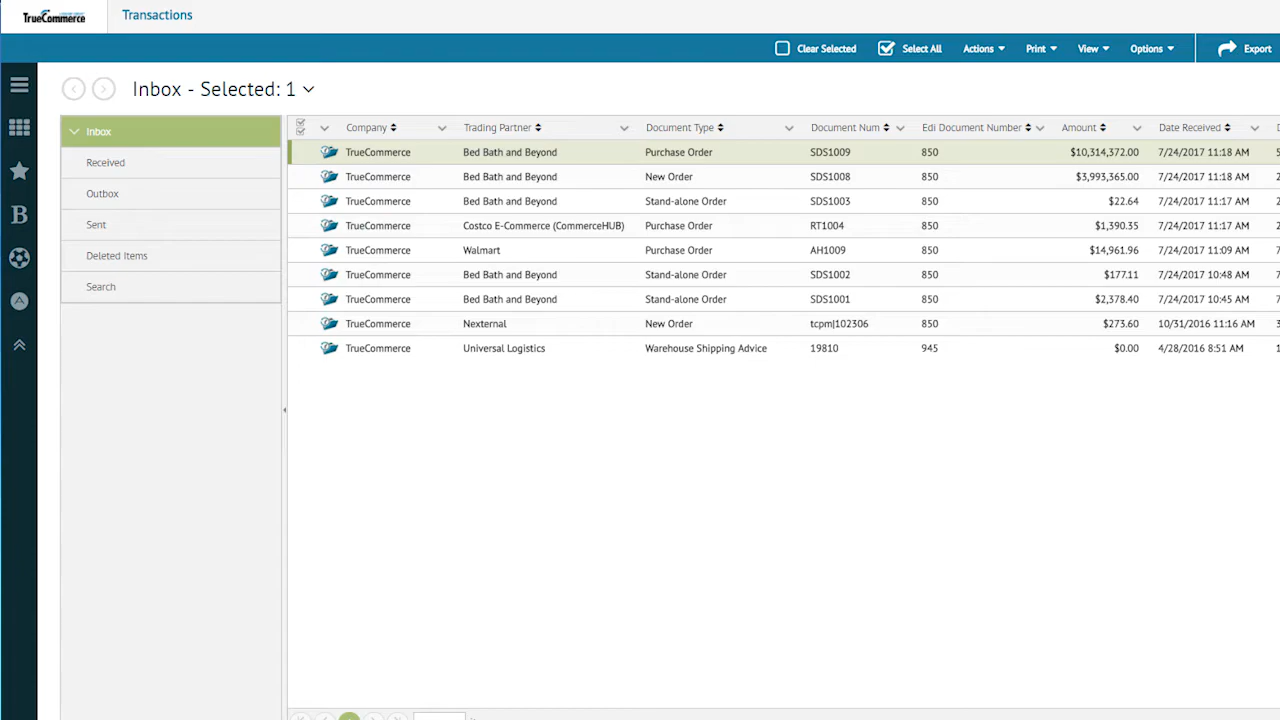 TrueCommerce Transactions
Clear Selected Select All Actions Print View Options Export
Inbox - Selected: 1
Inbox
Received
Outbox
Sent
Deleted Items
Search
Company Trading Partner Document Type Document Num Edi Document Number Amount Date Received
TrueCommerce Bed Bath and Beyond Purchase Order SDS1009 850 $10,314,372.00 7/24/2017 11:18 AM
TrueCommerce Bed Bath and Beyond New Order SDS1008 850 $3,993,365.00 7/24/2017 11:18 AM
TrueCommerce Bed Bath and Beyond Stand-alone Order SDS1003 850 $22.64 7/24/2017 11:17 AM
TrueCommerce Costco E-Commerce (CommerceHUB) Purchase Order RT1004 850 $1,390.35 7/24/2017 11:17 AM
TrueCommerce Walmart Purchase Order AH1009 850 $14,961.96 7/24/2017 11:09 AM
TrueCommerce Bed Bath and Beyond Stand-alone Order SDS1002 850 $177.11 7/24/2017 10:48 AM
TrueCommerce Bed Bath and Beyond Stand-alone Order SDS1001 850 $2,378.40 7/24/2017 10:45 AM
TrueCommerce Nexternal New Order tcpm|102306 850 $273.60 10/31/2016 11:16 AM
TrueCommerce Universal Logistics Warehouse Shipping Advice 19810 945 $0.00 4/28/2016 8:51 AM
B